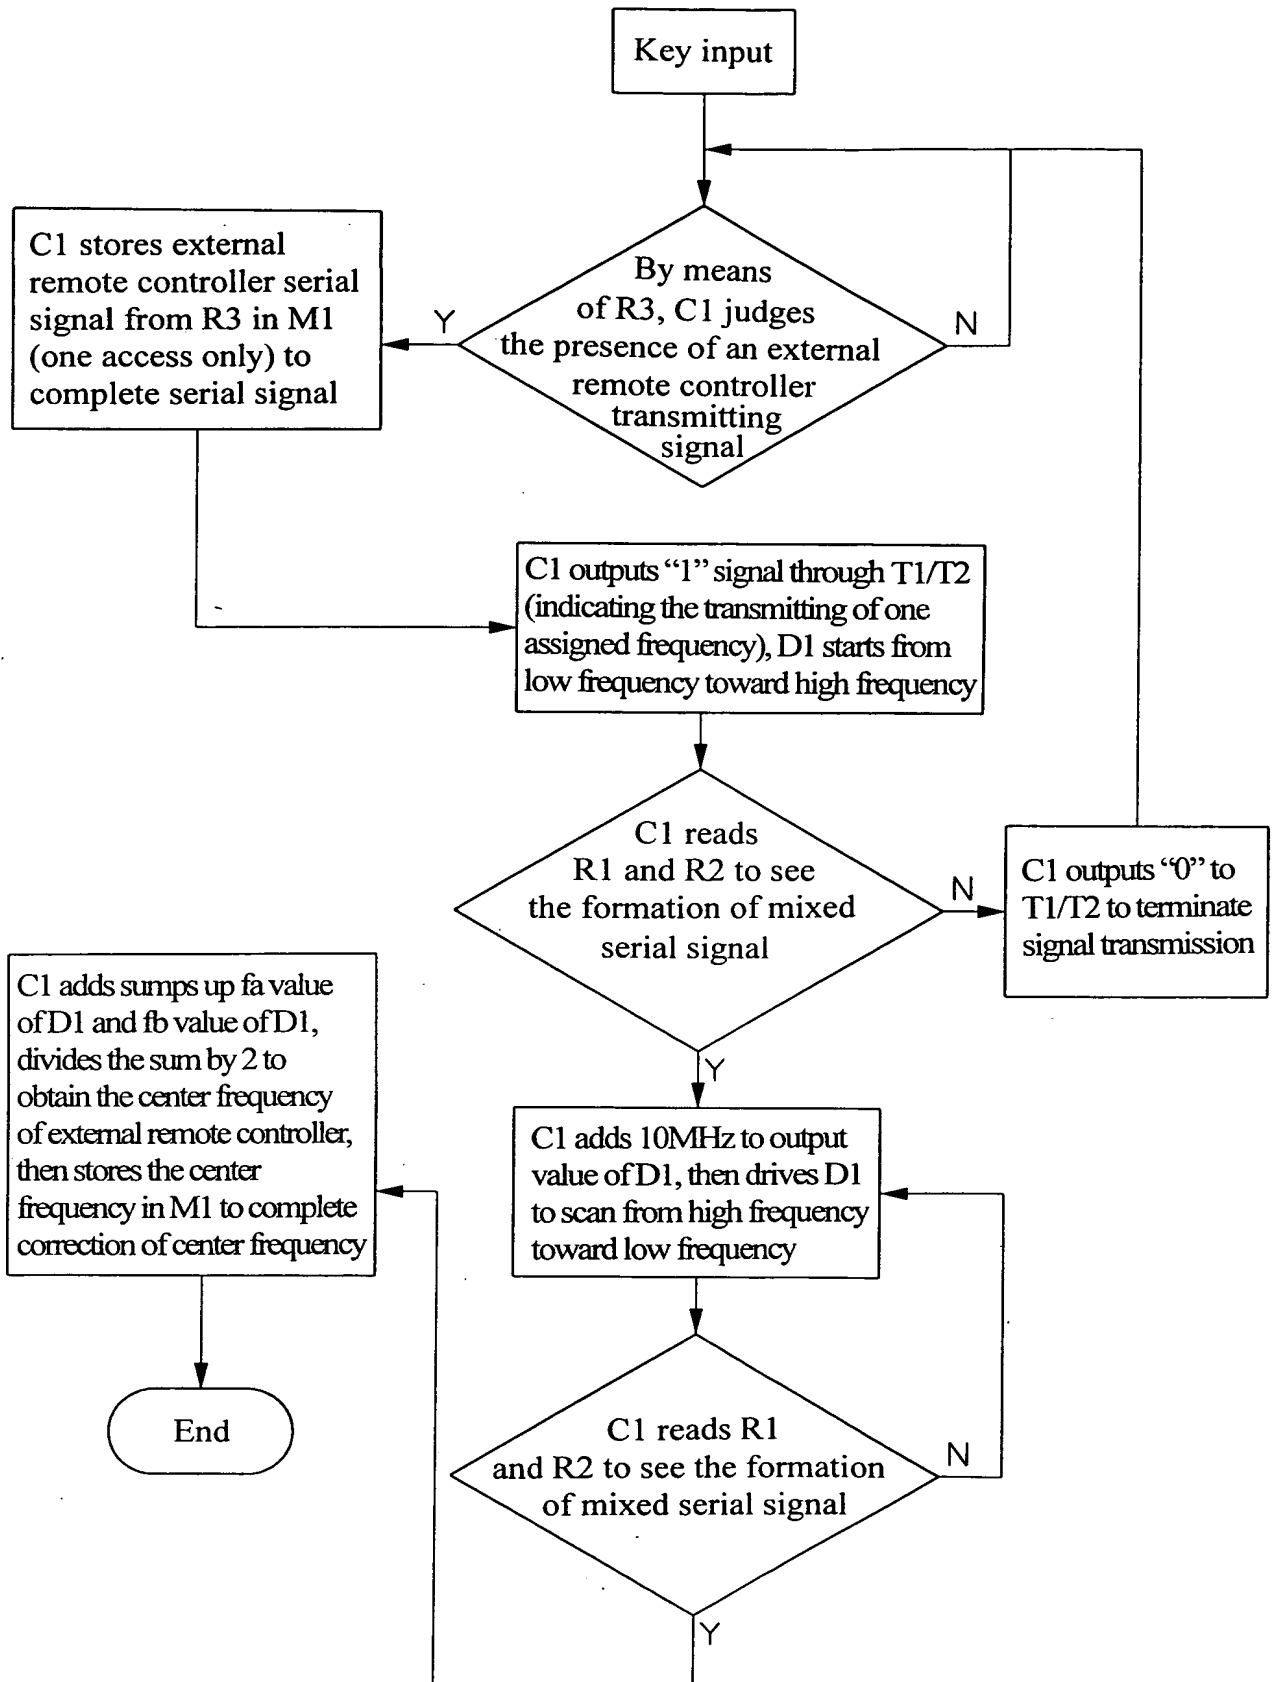 Key input
By means
of R3, C1 judges
the presence of an external
remote controller
transmitting
signal
Y
N
C1 stores external
remote controller serial
signal from R3 in M1
(one access only) to
complete serial signal
C1 outputs “1” signal through T1/T2
(indicating the transmitting of one
assigned frequency), D1 starts from
low frequency toward high frequency
C1 reads
R1 and R2 to see
the formation of mixed
serial signal
N
C1 outputs “0” to
T1/T2 to terminate
signal transmission
Y
C1 adds 10MHz to output
value of D1, then drives D1
to scan from high frequency
toward low frequency
C1 reads R1
and R2 to see the formation
of mixed serial signal
N
Y
C1 adds sumps up fa value
of D1 and fb value of D1,
divides the sum by 2 to
obtain the center frequency
of external remote controller,
then stores the center
frequency in M1 to complete
correction of center frequency
End